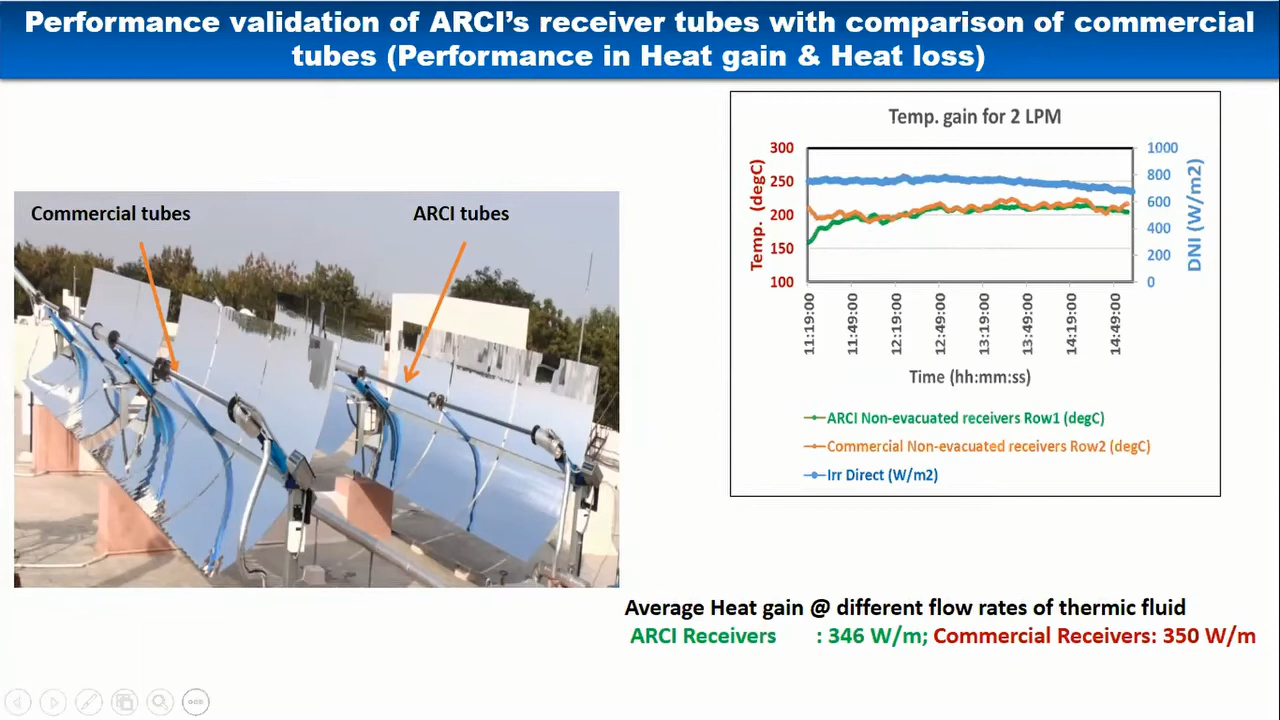 Performance validation of ARCI's receiver tubes with comparison of commercial
tubes (Performance in Heat gain & Heat loss)
Commercial tubes
ARCI tubes
Temp. gain for 2 LPM
Temp. (degC)
300
250
200
150
100
1000
800
600
400
200
0
DNI (W/m2)
11:19:00
11:49:00
12:19:00
12:49:00
13:19:00
13:49:00
14:19:00
14:49:00
Time (hh:mm:ss)
ARCI Non-evacuated receivers Row1 (degC)
Commercial Non-evacuated receivers Row2 (degC)
Irr Direct (W/m2)
Average Heat gain @ different flow rates of thermic fluid
ARCI Receivers : 346 W/m; Commercial Receivers: 350 W/m